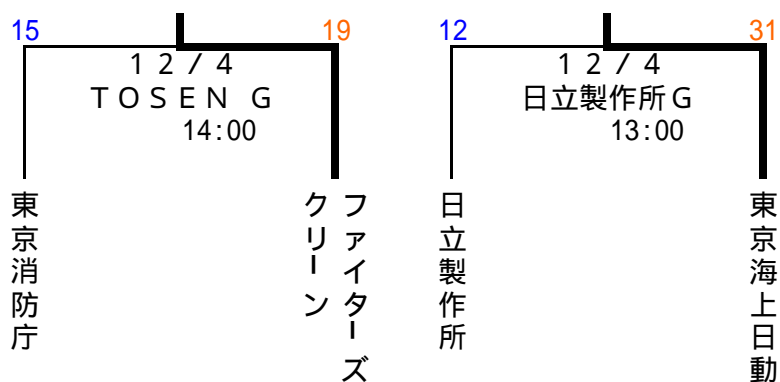 15
19
12/4
TOSEN G
14:00
東京消防庁
クリーン
ファイターズ
12
31
12/4
日立製作所G
13:00
日立製作所
東京海上日動